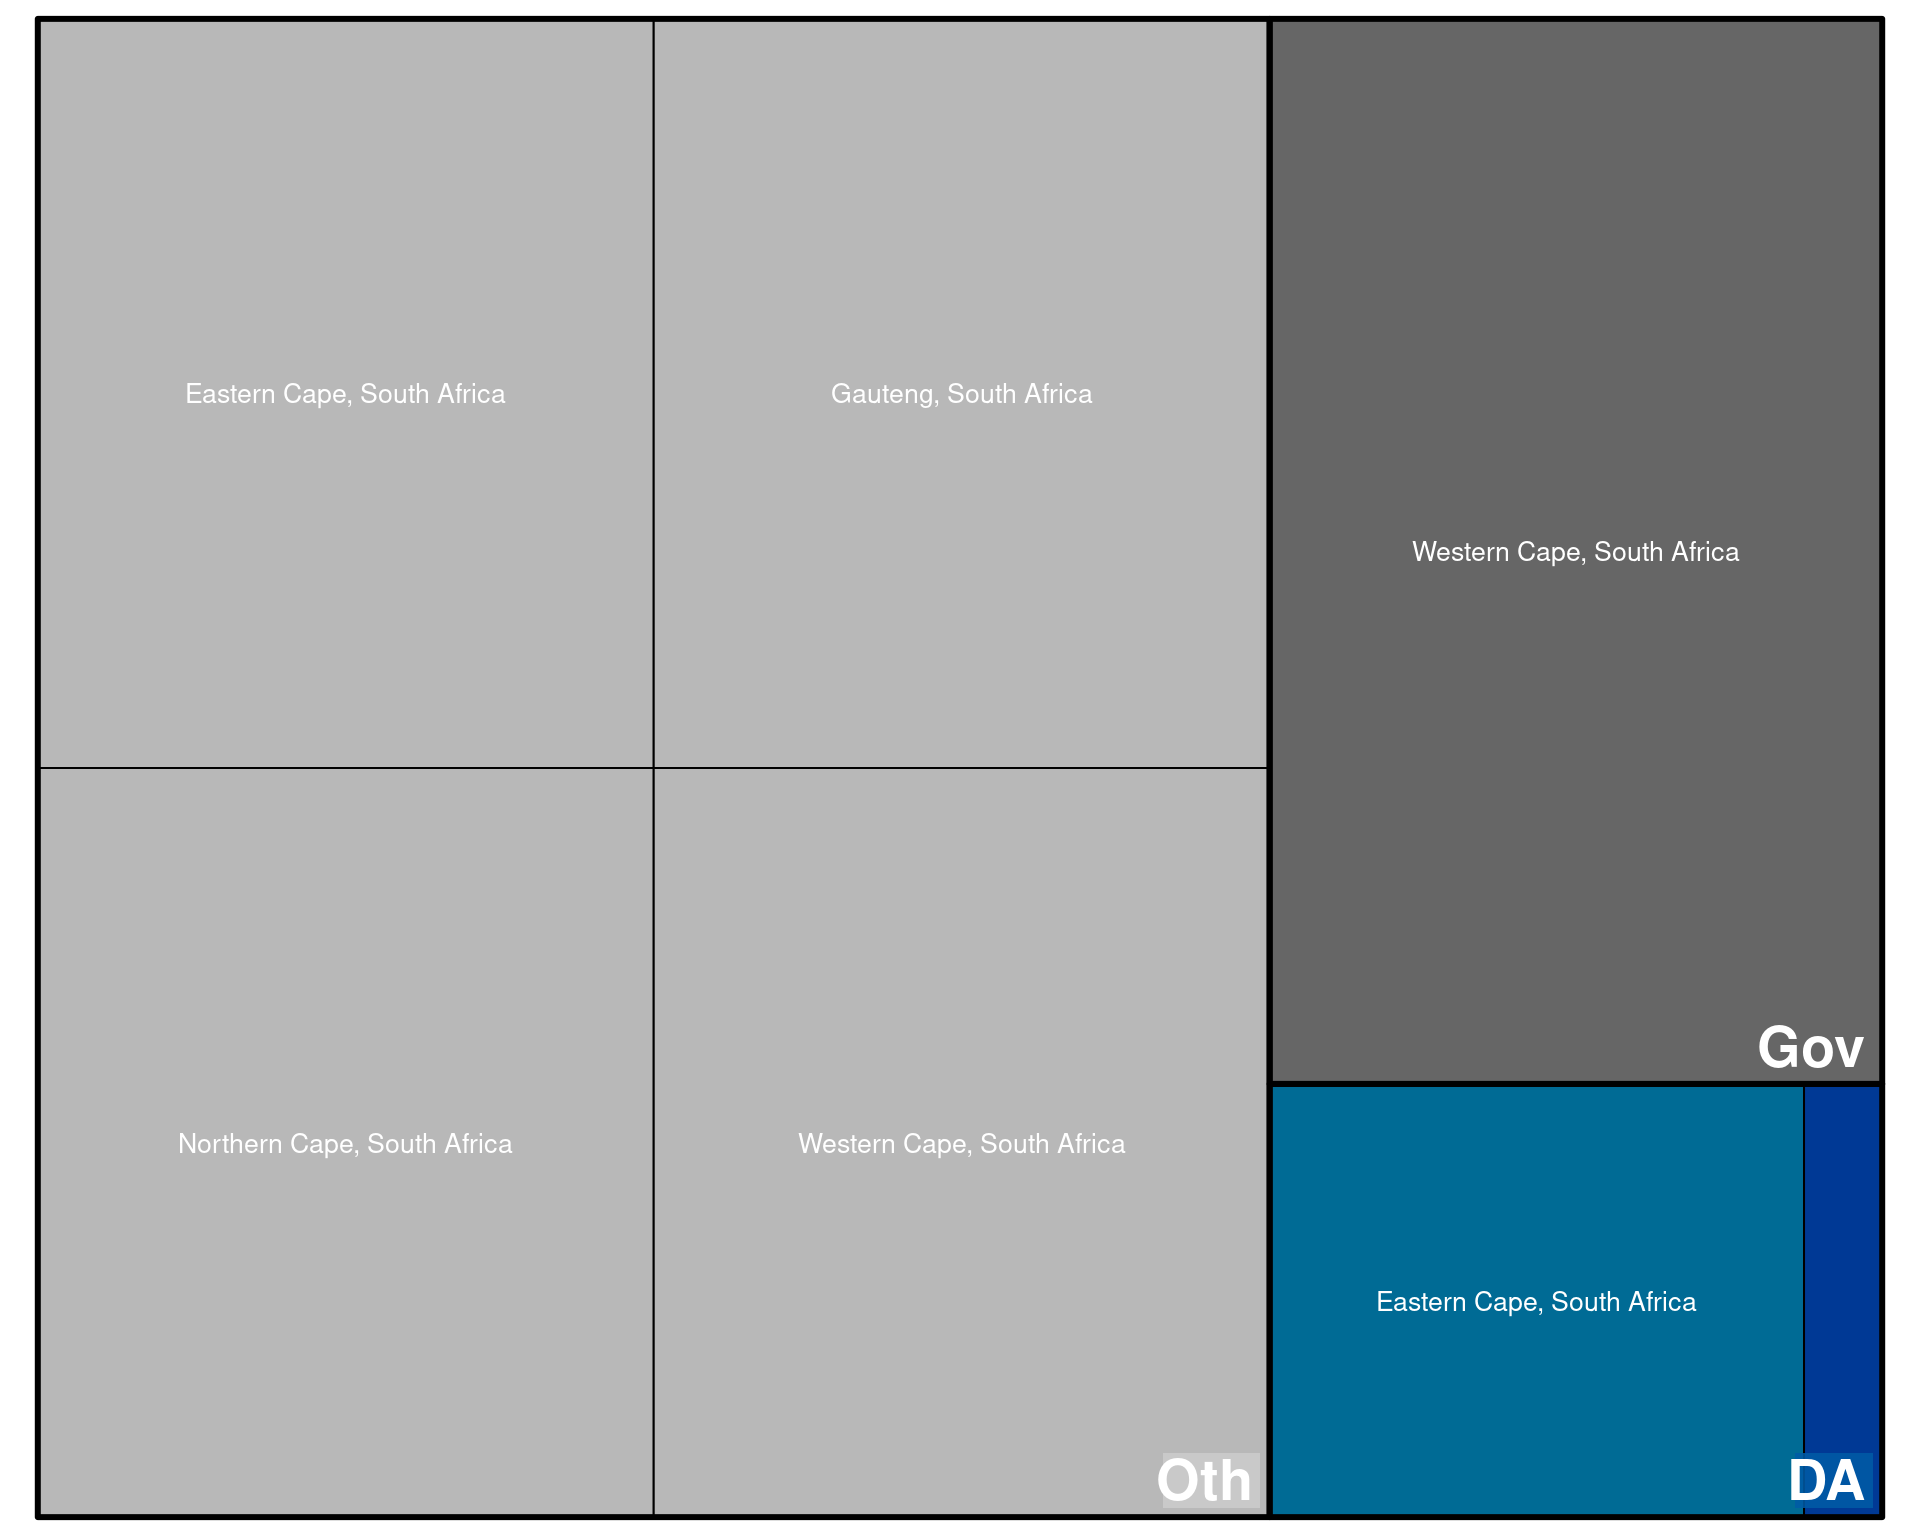 Eastern Cape, South Africa
Gauteng, South Africa
Western Cape, South Africa
Gov
Northern Cape, South Africa
Western Cape, South Africa
Oth
Eastern Cape, South Africa
DA